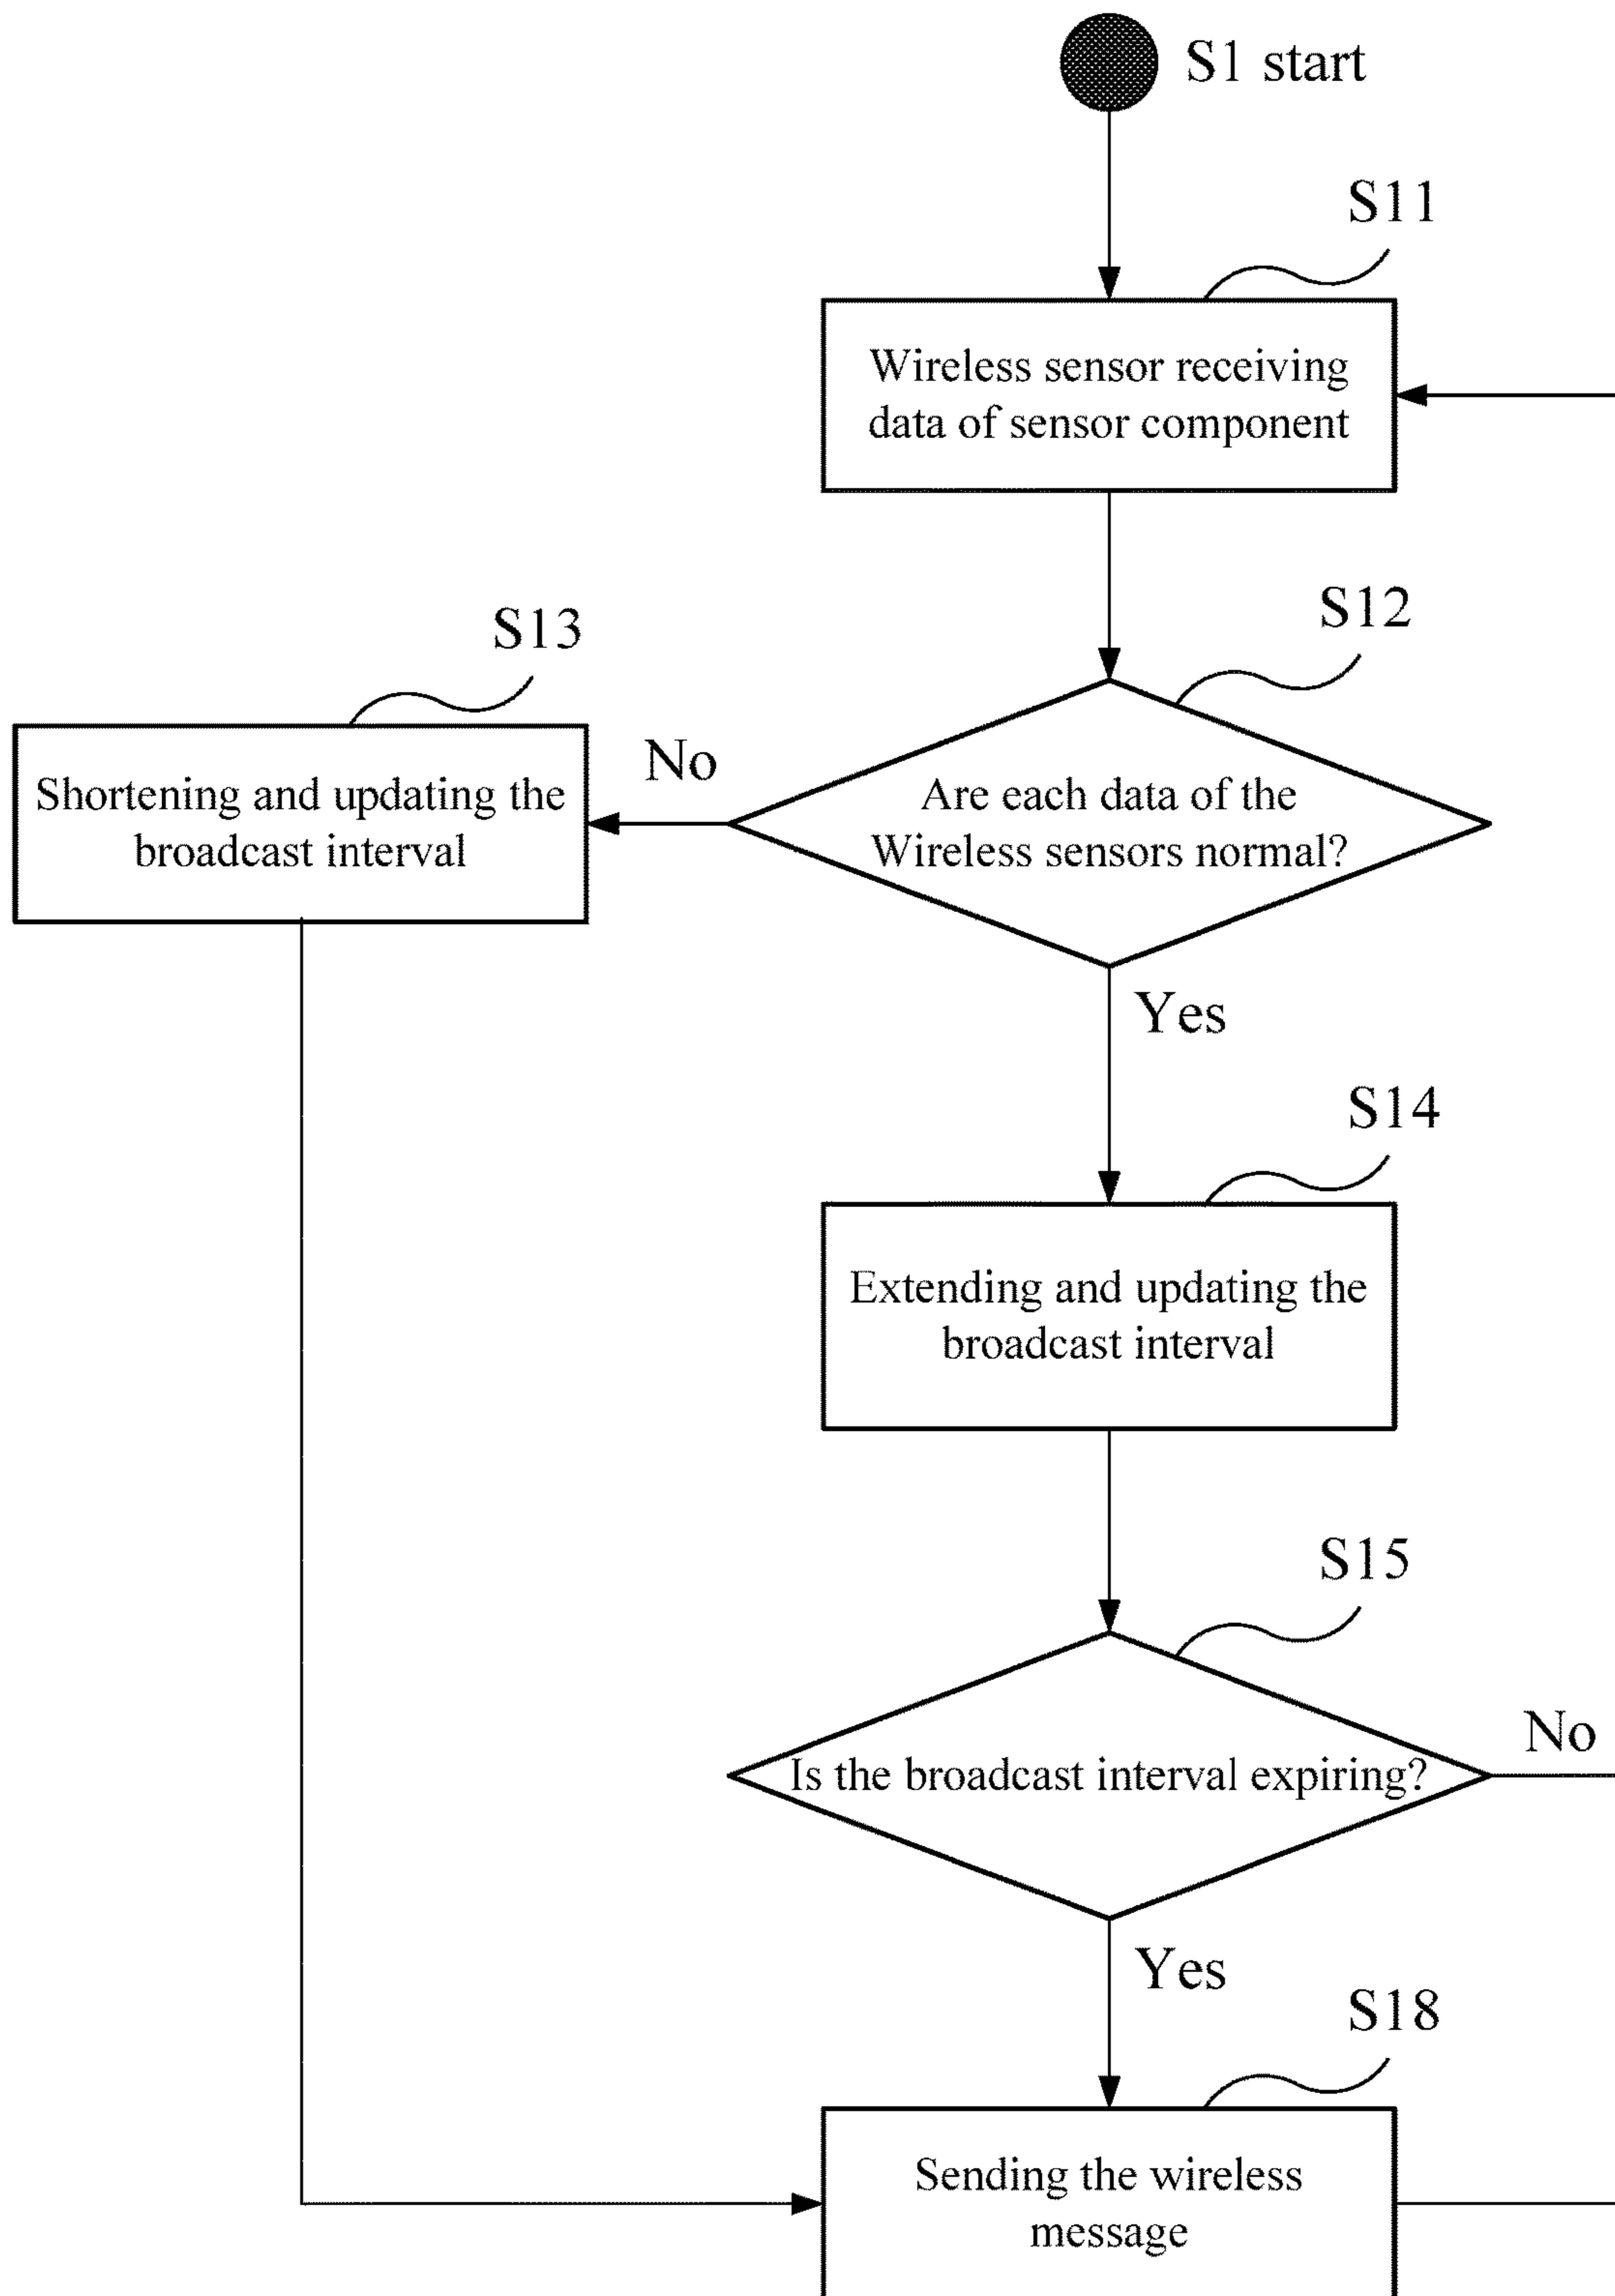 S1 start
S11
Wireless sensor receiving
data of sensor component
S12
S13
No
Shortening and updating the
broadcast interval
Are each data of the
Wireless sensors normal?
Yes
S14
Extending and updating the
broadcast interval
S15
No
Is the broadcast interval expiring?
Yes
S18
Sending the wireless
message